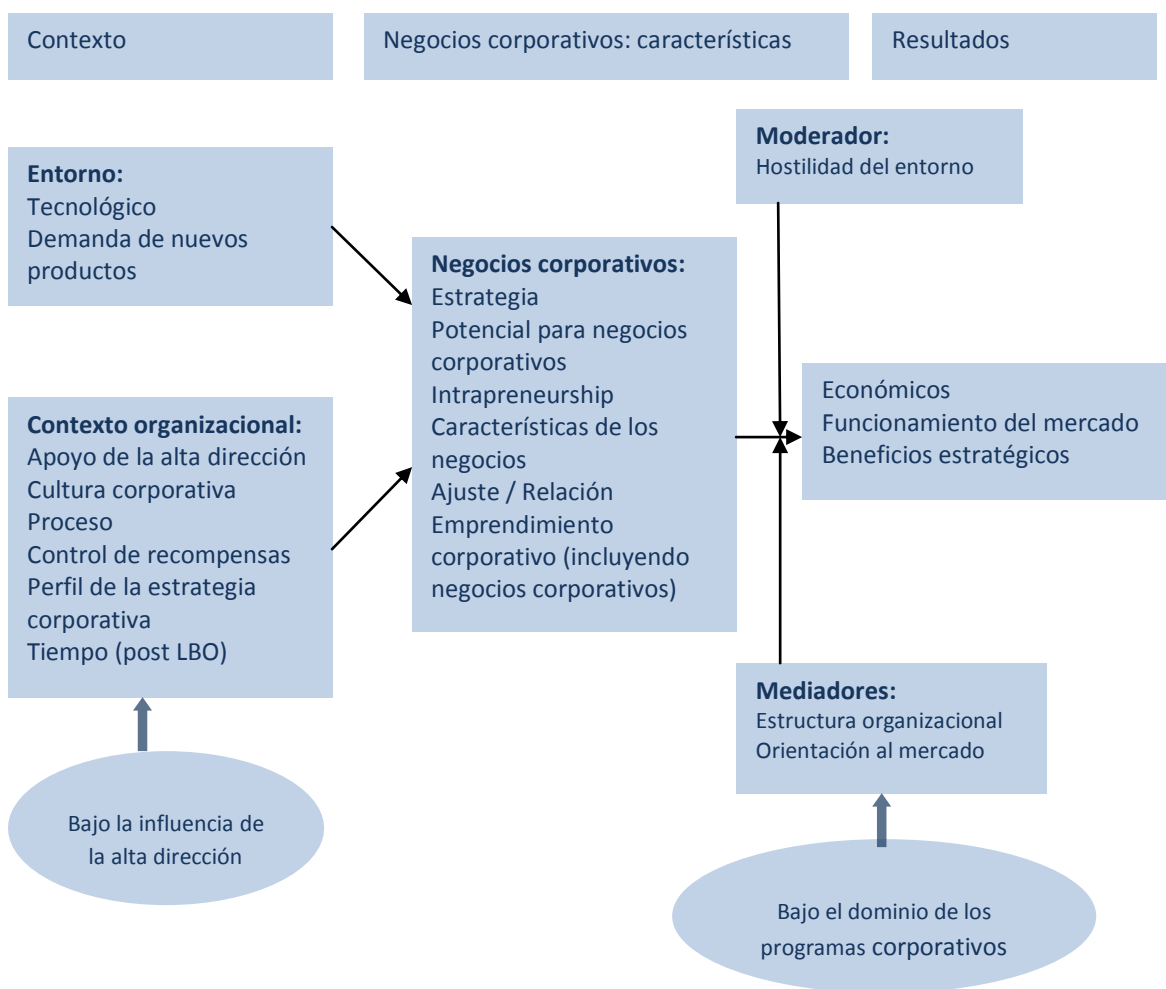 Contexto
Negocios corporativos: características
Resultados
Moderador:
Hostilidad del entorno
Entorno:
Tecnológico
Demanda de nuevos
productos
Negocios corporativos:
Estrategia
Potencial para negocios
corporativos
Intrapreneurship
Características de los
negocios
Ajuste / Relación
Emprendimiento
corporativo (incluyendo
negocios corporativos)
Económicos
Funcionamiento del mercado
Beneficios estratégicos
Contexto organizacional:
Apoyo de la alta dirección
Cultura corporativa
Proceso
Control de recompensas
Perfil de la estrategia
corporativa
Tiempo (post LBO)
Mediadores:
Estructura organizacional
Orientación al mercado
Bajo la influencia de
la alta dirección
Bajo el dominio de los
programas corporativos